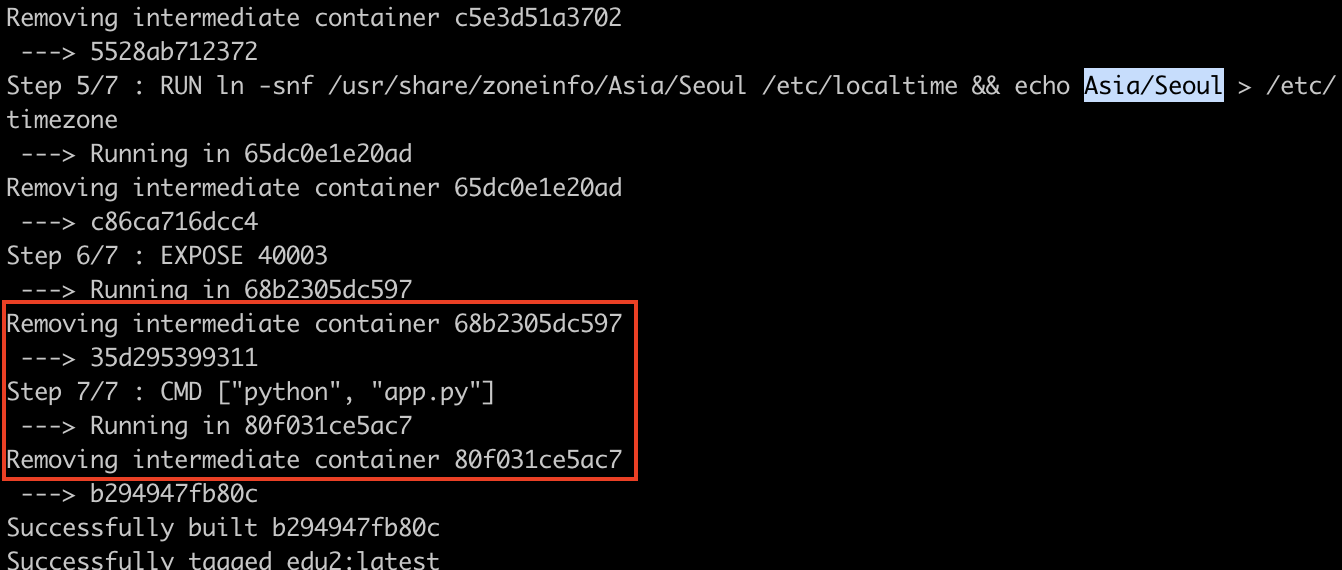 Removing intermediate container c5e3d51a3702
 ---> 5528ab712372
Step 5/7 : RUN ln -snf /usr/share/zoneinfo/Asia/Seoul /etc/localtime && echo Asia/Seoul > /etc/
timezone
 ---> Running in 65dc0e1e20ad
Removing intermediate container 65dc0e1e20ad
 ---> c86ca716dcc4
Step 6/7 : EXPOSE 40003
 ---> Running in 68b2305dc597
Removing intermediate container 68b2305dc597
 ---> 35d295399311
Step 7/7 : CMD ["python", "app.py"]
 ---> Running in 80f031ce5ac7
Removing intermediate container 80f031ce5ac7
 ---> b294947fb80c
Successfully built b294947fb80c
Successfully tagged edu2:latest